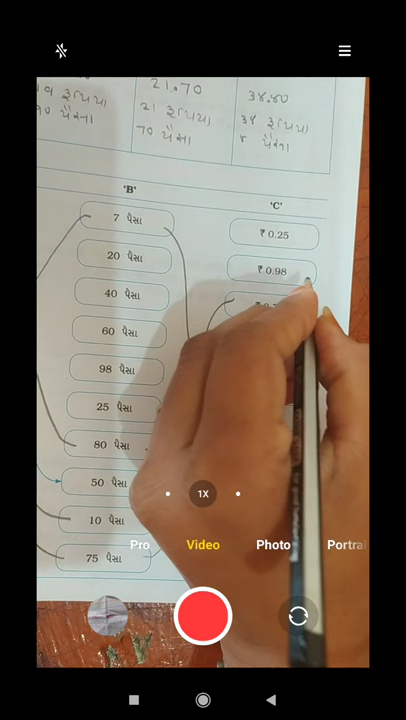 21.70
38.80
21 રૂપિયા
70 પૈસા
38 રૂપિયા
'B'
'C'
7 પૈસા
₹ 0.25
20 પૈસા
₹ 0.98
40 પૈસા
60 પૈસા
98 પૈસા
25 પૈસા
80 પૈસા
50 પૈસા
10 પૈસા
75 પૈસા
1X
Pro
Video
Photo
Portrai